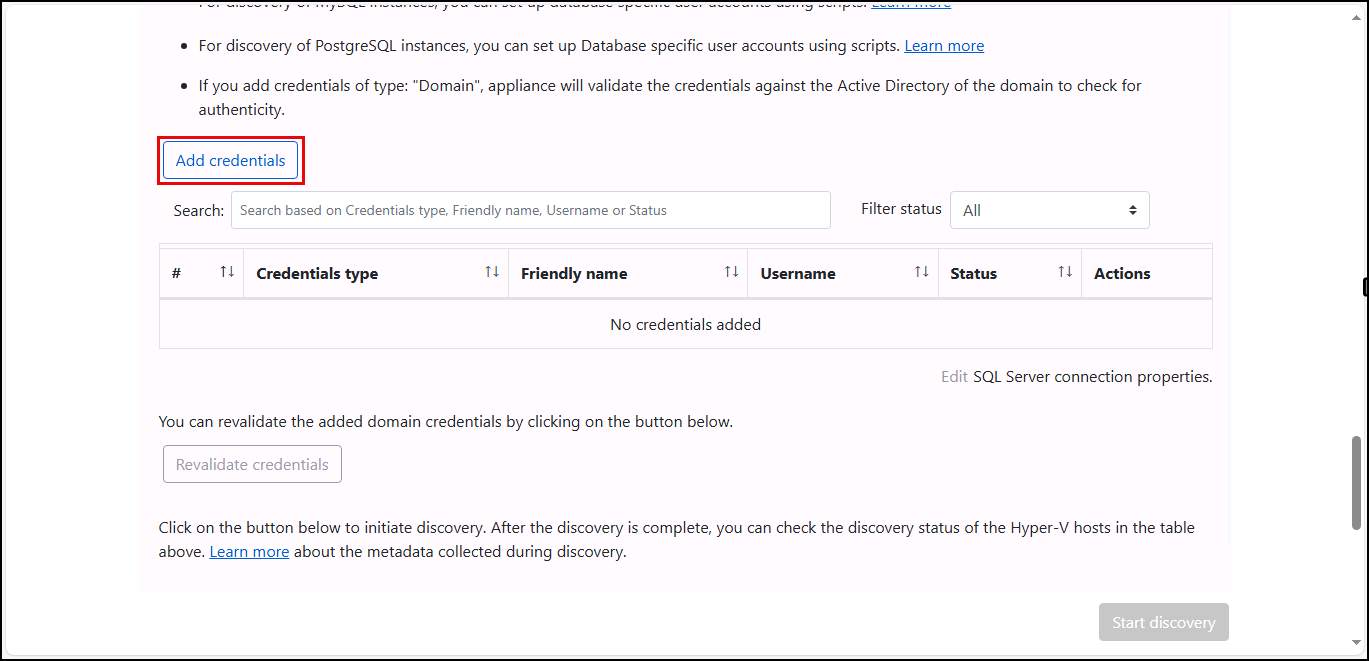 For discovery of MySQL instances, you can set up database specific user accounts using scripts. Learn more
For discovery of PostgreSQL instances, you can set up Database specific user accounts using scripts. Learn more
If you add credentials of type: "Domain", appliance will validate the credentials against the Active Directory of the domain to check for
authenticity.
Add credentials
Search: Search based on Credentials type, Friendly name, Username or Status Filter status All
# Credentials type Friendly name Username Status Actions
No credentials added
Edit SQL Server connection properties.
You can revalidate the added domain credentials by clicking on the button below.
Revalidate credentials
Click on the button below to initiate discovery. After the discovery is complete, you can check the discovery status of the Hyper-V hosts in the table
above. Learn more about the metadata collected during discovery.
Start discovery